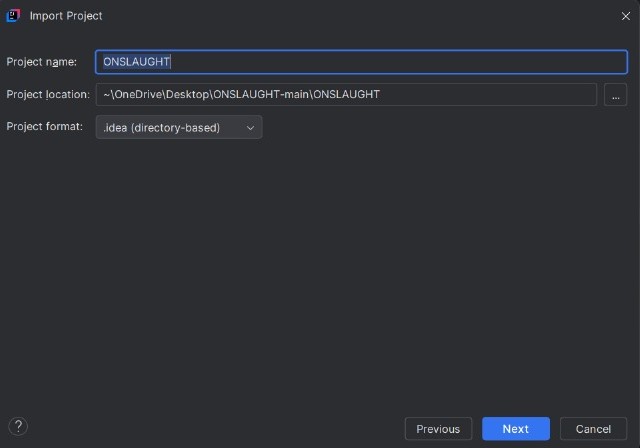 Import Project
Project name: ONSLAUGHT
Project location: ~\OneDrive\Desktop\ONSLAUGHT-main\ONSLAUGHT ...
Project format: .idea (directory-based)
? Previous Next Cancel